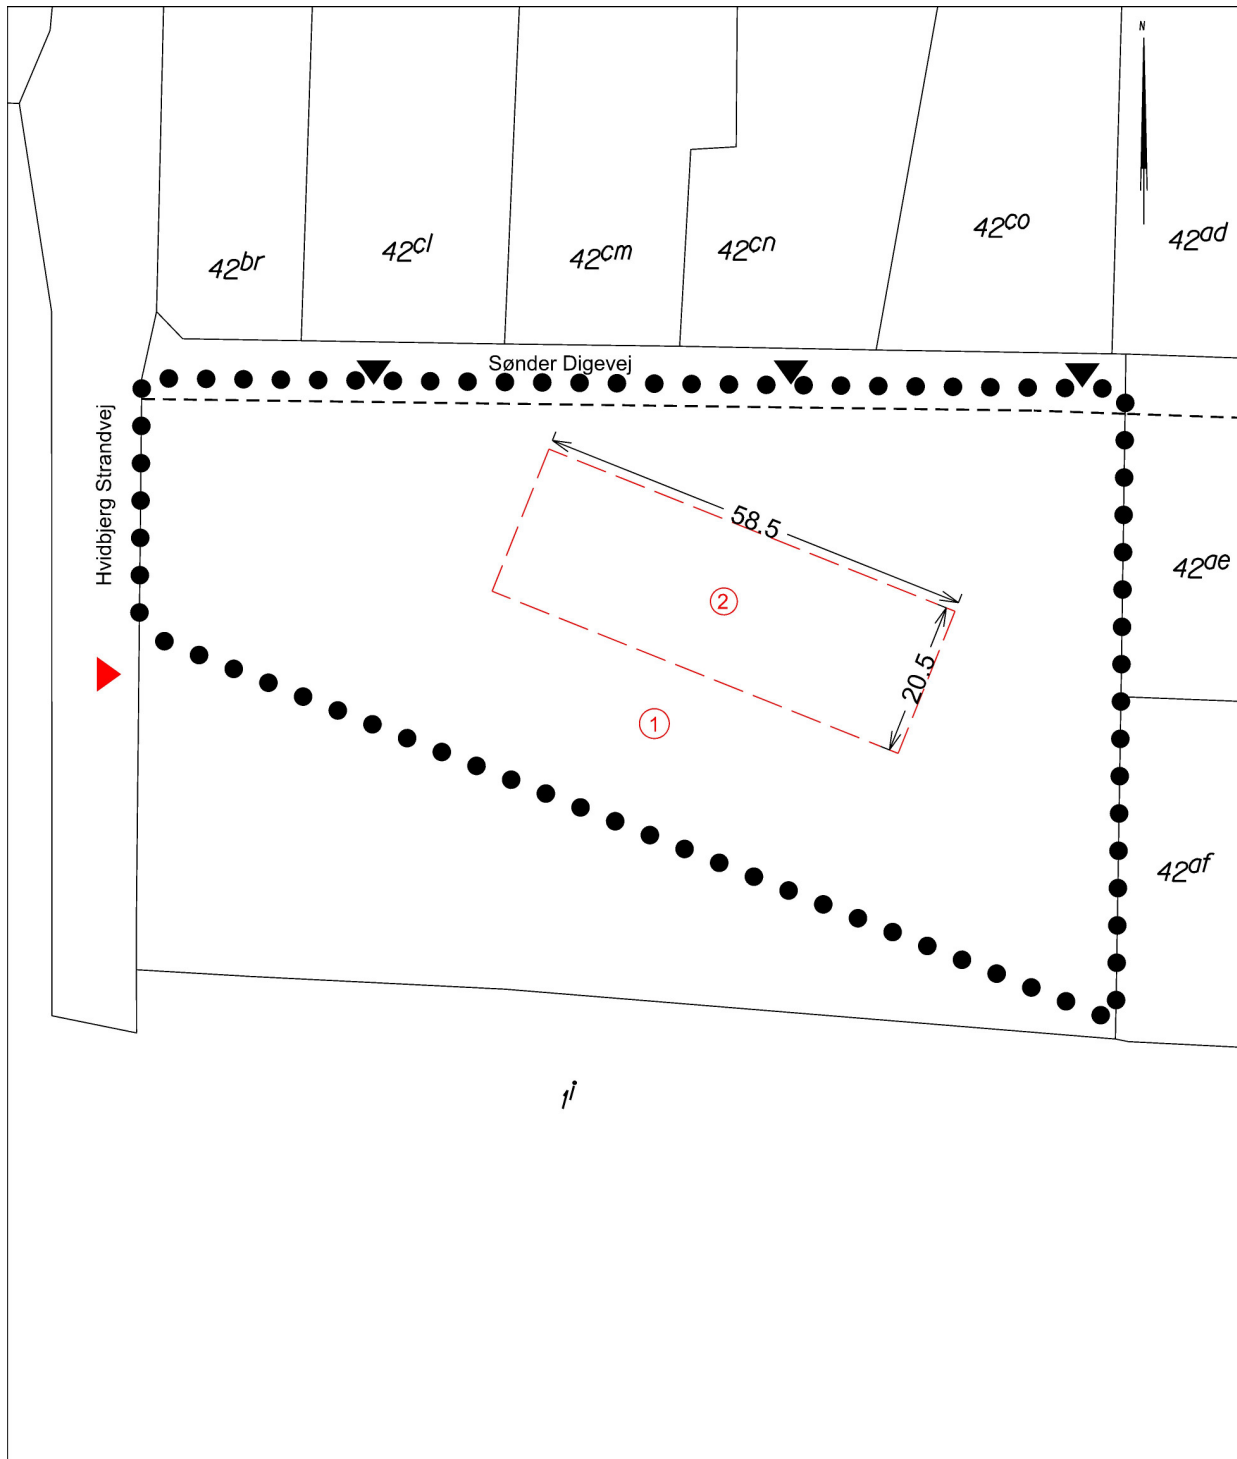 N
42br
42cl
42cm
42cn
42co
42ad
Sønder Digevej
Hvidbjerg Strandvej
58.5
42ae
2
20.5
1
42af
1i